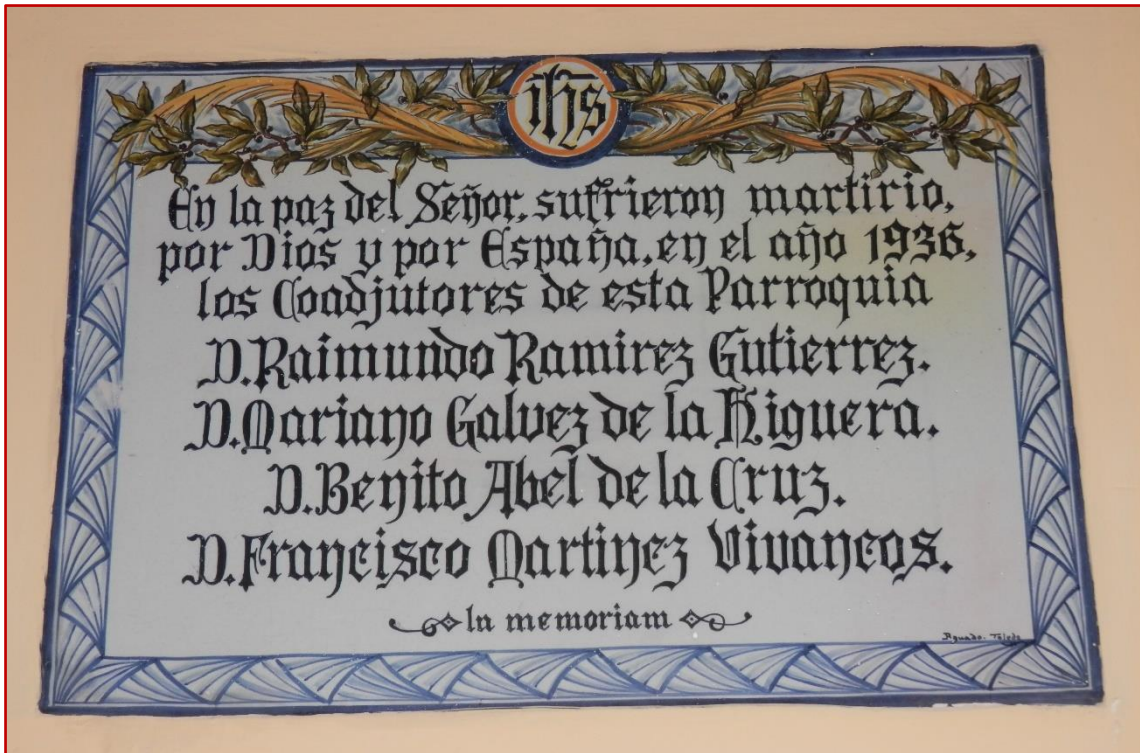 ihs
En la paz del Señor, sufrieron martirio,
por Dios y por España, en el año 1936,
los Coadjutores de esta Parroquia
D. Raimundo Ramirez Gutierrez.
D. Mariano Galvez de la Higuera.
D. Benito Abel de la Cruz.
D. Francisco Martinez Vivancos.
In memoriam
Aguado - Toledo